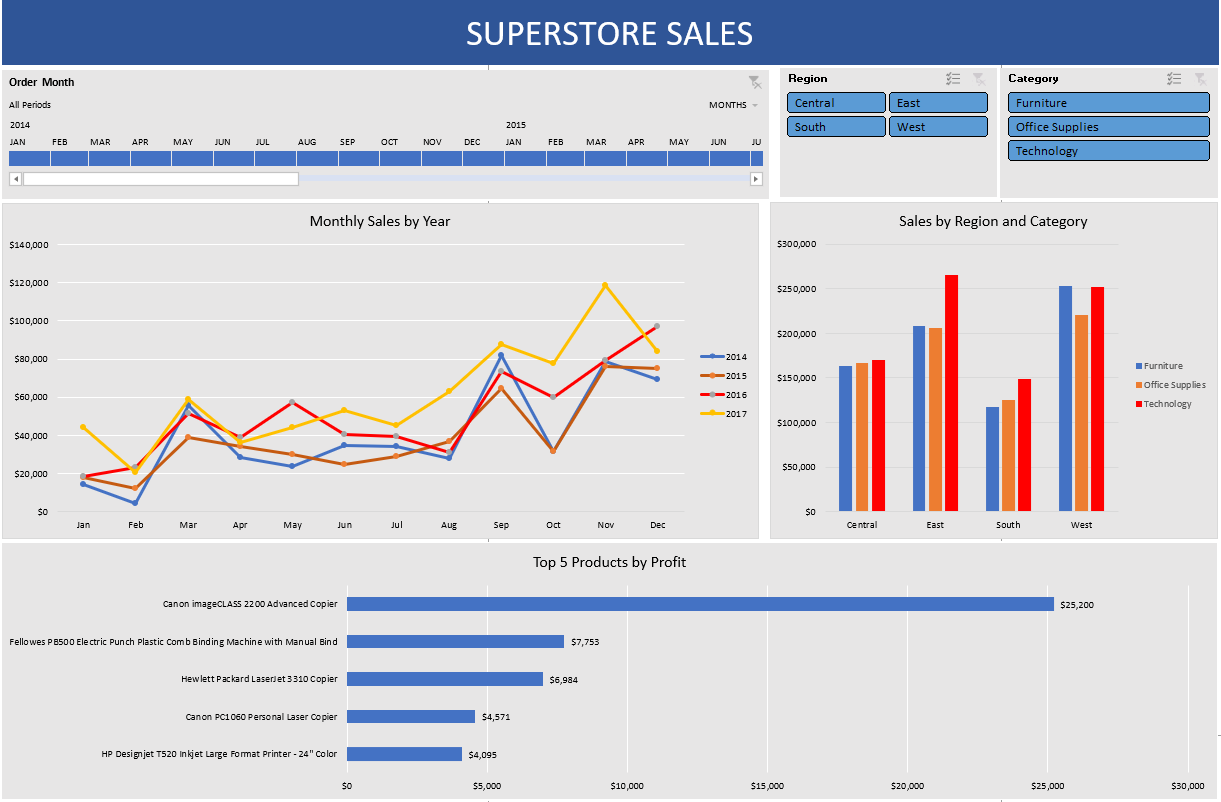 SUPERSTORE SALES
Order Month
All Periods
MONTHS
2014 2015
JAN FEB MAR APR MAY JUN JUL AUG SEP OCT NOV DEC JAN FEB MAR APR MAY JUN JU
Region
Central East
South West
Category
Furniture
Office Supplies
Technology
Monthly Sales by Year
$140,000
$120,000
$100,000
$80,000
$60,000
$40,000
$20,000
$0
Jan Feb Mar Apr May Jun Jul Aug Sep Oct Nov Dec
2014
2015
2016
2017
Sales by Region and Category
$300,000
$250,000
$200,000
$150,000
$100,000
$50,000
$0
Central East South West
Furniture
Office Supplies
Technology
Top 5 Products by Profit
Canon imageCLASS 2200 Advanced Copier $25,200
Fellowes PB500 Electric Punch Plastic Comb Binding Machine with Manual Bind $7,753
Hewlett Packard LaserJet 3310 Copier $6,984
Canon PC1060 Personal Laser Copier $4,571
HP Designjet T520 Inkjet Large Format Printer - 24" Color $4,095
$0 $5,000 $10,000 $15,000 $20,000 $25,000 $30,000